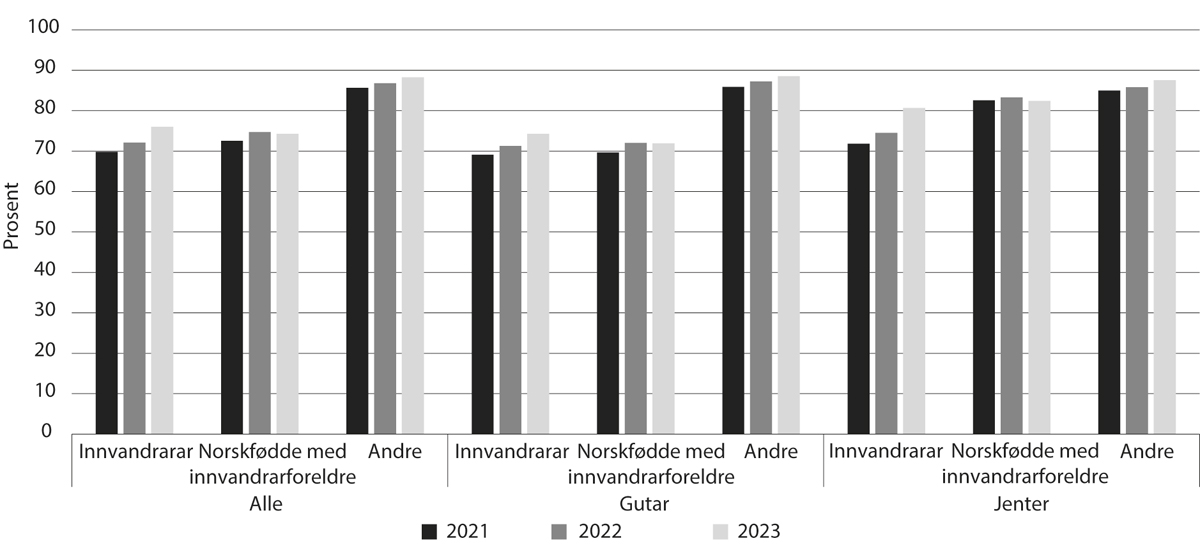 100
90
80
70
60
50
40
30
20
10
0
Prosent
Innvandrarar Norskfødde med innvandrarforeldre Andre
Innvandrarar Norskfødde med innvandrarforeldre Andre
Innvandrarar Norskfødde med innvandrarforeldre Andre
Alle Gutar Jenter
2021 2022 2023